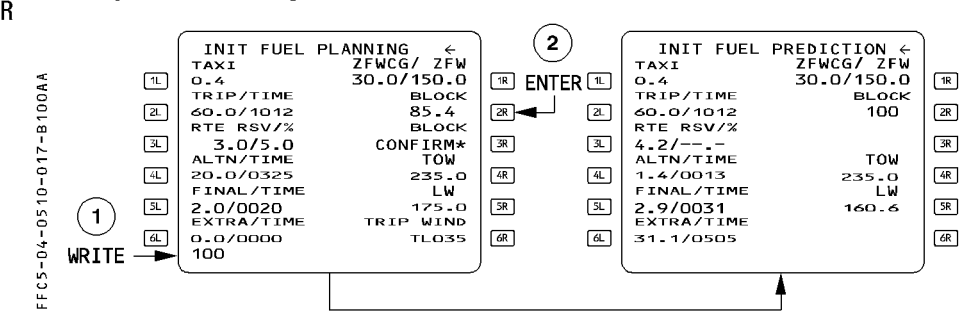 R
FFC5-04-0510-017-B100AA
1
WRITE
INIT FUEL PLANNING ←
TAXI ZFWCG/ ZFW
1L 0.4 30.0/150.0 1R
TRIP/TIME BLOCK
2L 60.0/1012 85.4 2R
RTE RSV/% BLOCK
3L 3.0/5.0 CONFIRM* 3R
ALTN/TIME TOW
4L 20.0/0325 235.0 4R
FINAL/TIME LW
5L 2.0/0020 175.0 5R
EXTRA/TIME TRIP WIND
6L 0.0/0000 TL035 6R
100
2
ENTER
INIT FUEL PREDICTION ←
TAXI ZFWCG/ ZFW
1L 0.4 30.0/150.0 1R
TRIP/TIME BLOCK
2L 60.0/1012 100 2R
RTE RSV/%
3L 4.2/--.- 3R
ALTN/TIME TOW
4L 1.4/0013 235.0 4R
FINAL/TIME LW
5L 2.9/0031 160.6 5R
EXTRA/TIME
6L 31.1/0505 6R